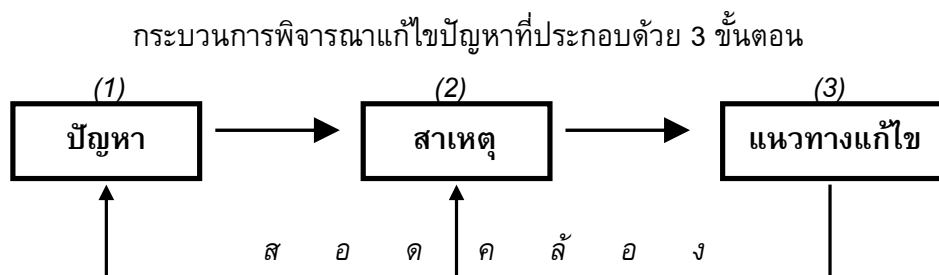 กระบวนการพิจารณาแก้ไขปัญหาที่ประกอบด้วย 3 ขั้นตอน
(1) (2) (3)
ปัญหา สาเหตุ แนวทางแก้ไข
ส อ ด ค ล้ อ ง